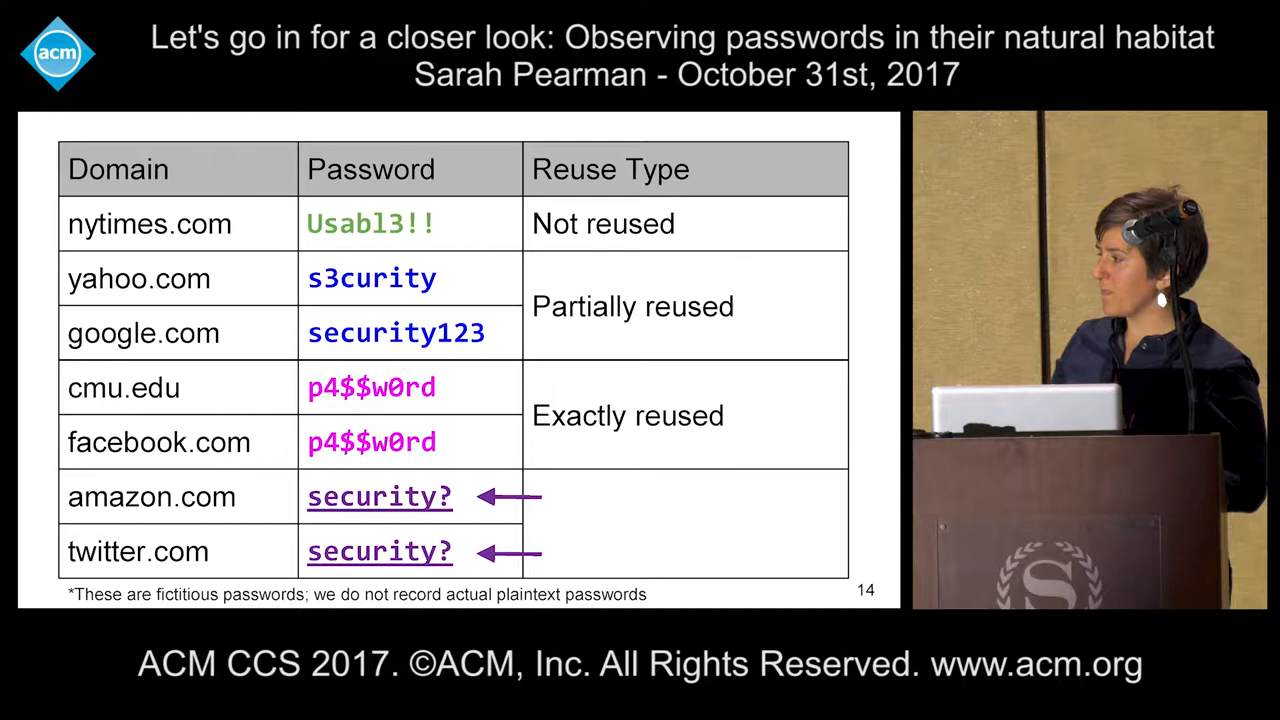 acm
Let's go in for a closer look: Observing passwords in their natural habitat
Sarah Pearman - October 31st, 2017
Domain Password Reuse Type
nytimes.com Usabl3!! Not reused
yahoo.com s3curity
Partially reused
google.com security123
cmu.edu p4$$w0rd
Exactly reused
facebook.com p4$$w0rd
amazon.com security?
twitter.com security?
*These are fictitious passwords; we do not record actual plaintext passwords 14
S
ACM CCS 2017. ©ACM, Inc. All Rights Reserved. www.acm.org